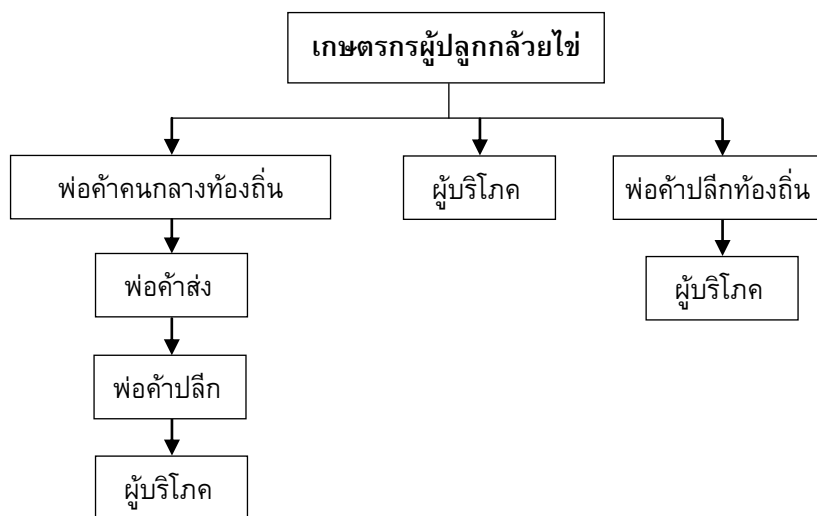 เกษตรกรผู้ปลูกกล้วยไข่
พ่อค้าคนกลางท้องถิ่น
ผู้บริโภค
พ่อค้าปลีกท้องถิ่น
พ่อค้าส่ง
ผู้บริโภค
พ่อค้าปลีก
ผู้บริโภค